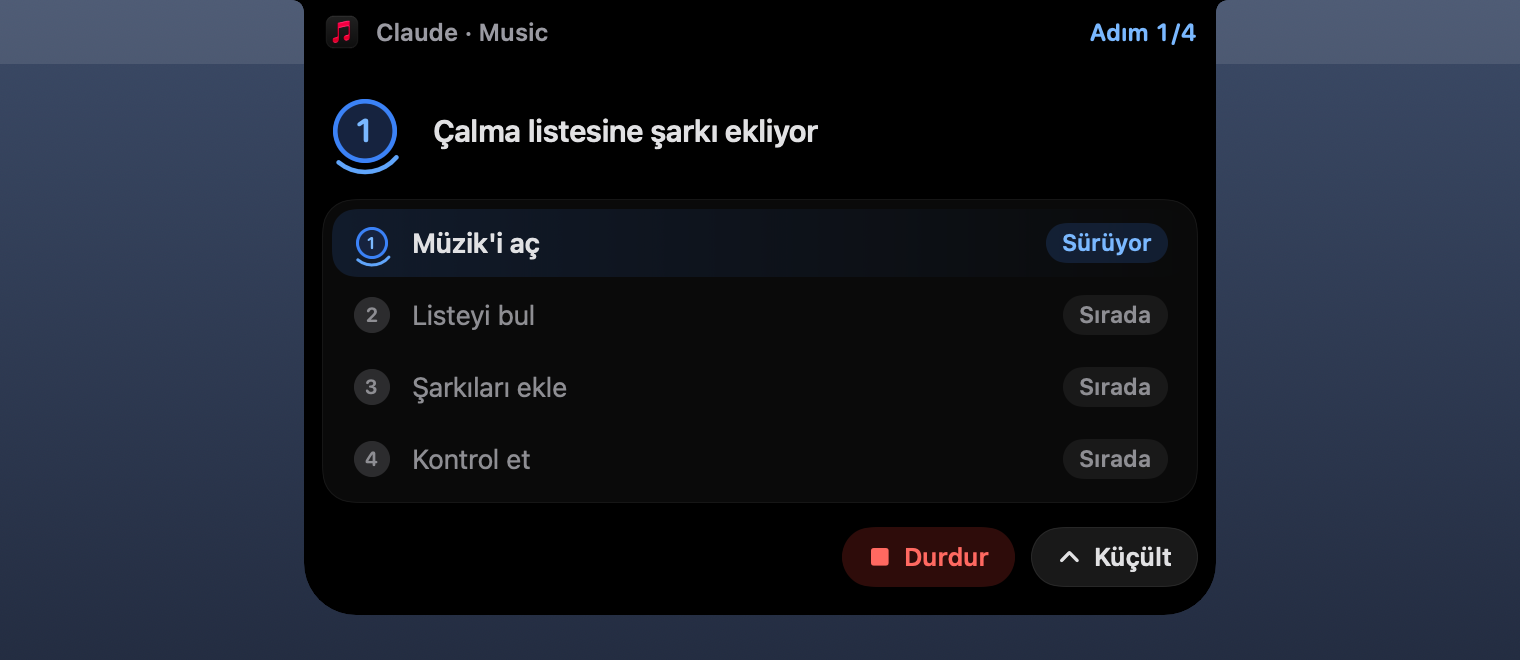 Claude · Music
Adım 1/4
1
Çalma listesine şarkı ekliyor
1 Müzik'i aç Sürüyor
2 Listeyi bul Sırada
3 Şarkıları ekle Sırada
4 Kontrol et Sırada
Durdur Küçült